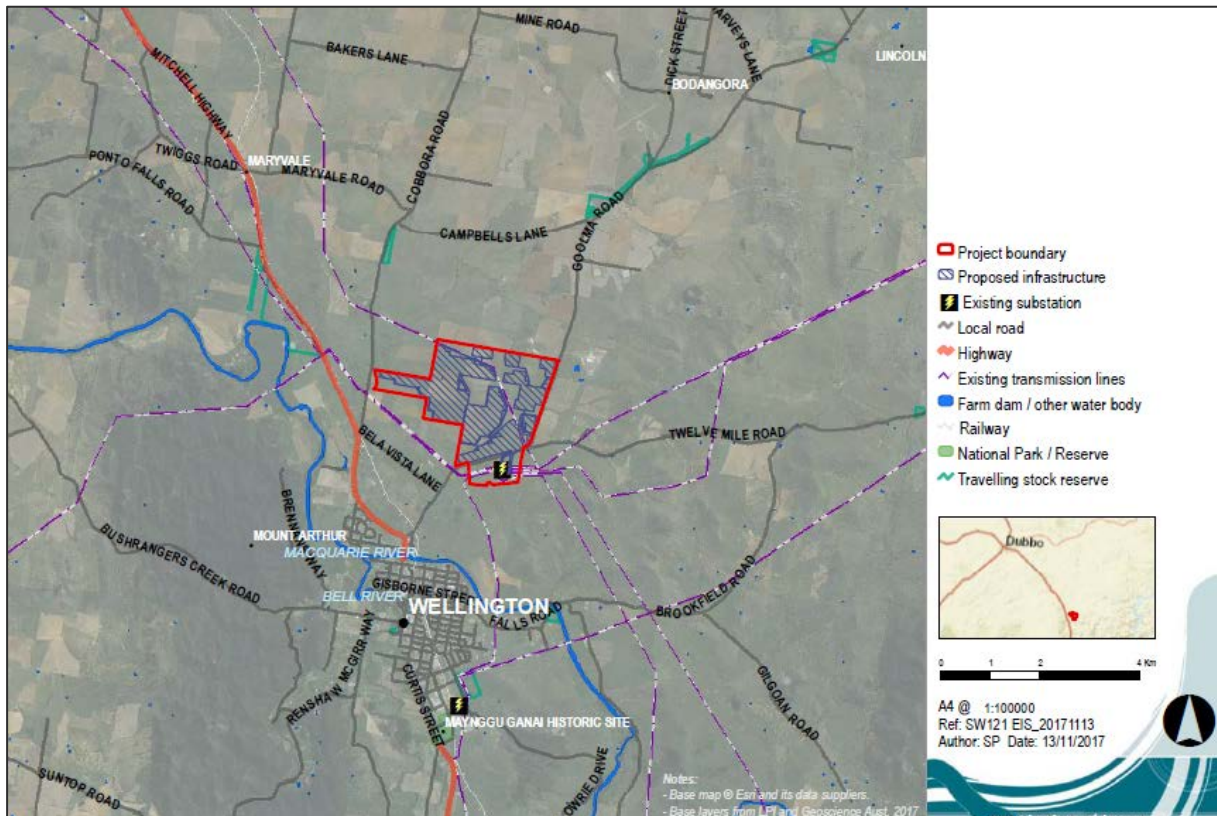 MINE ROAD
BAKERS LANE
DICK STREET
LINCOLN
BODANGORA
MITCHELL HIGHWAY
COBBORA ROAD
TWIGGS ROAD
MARYVALE
MARYVALE ROAD
PONTO FALLS ROAD
CAMPBELLS LANE
GOOLMA ROAD
TWELVE MILE ROAD
BELA VISTA LANE
MOUNT ARTHUR
MACQUARIE RIVER
BUSHRANGERS CREEK ROAD
BELL RIVER
WELLINGTON
FALLS ROAD
BROOKFIELD ROAD
RENSHAW MCGIRR WAY
CURTIS STREET
GILGOAN ROAD
MAYNGGU GANAI HISTORIC SITE
SUNTOP ROAD
Notes:
- Base map © Esri and its data suppliers.
- Base layers from LPI and Geoscience Aust. 2017
Project boundary
Proposed infrastructure
Existing substation
Local road
Highway
Existing transmission lines
Farm dam / other water body
Railway
National Park / Reserve
Travelling stock reserve
Dubbo
0 1 2 4 Km
A4 @ 1:100000
Ref: SW121 EIS_20171113
Author: SP Date: 13/11/2017